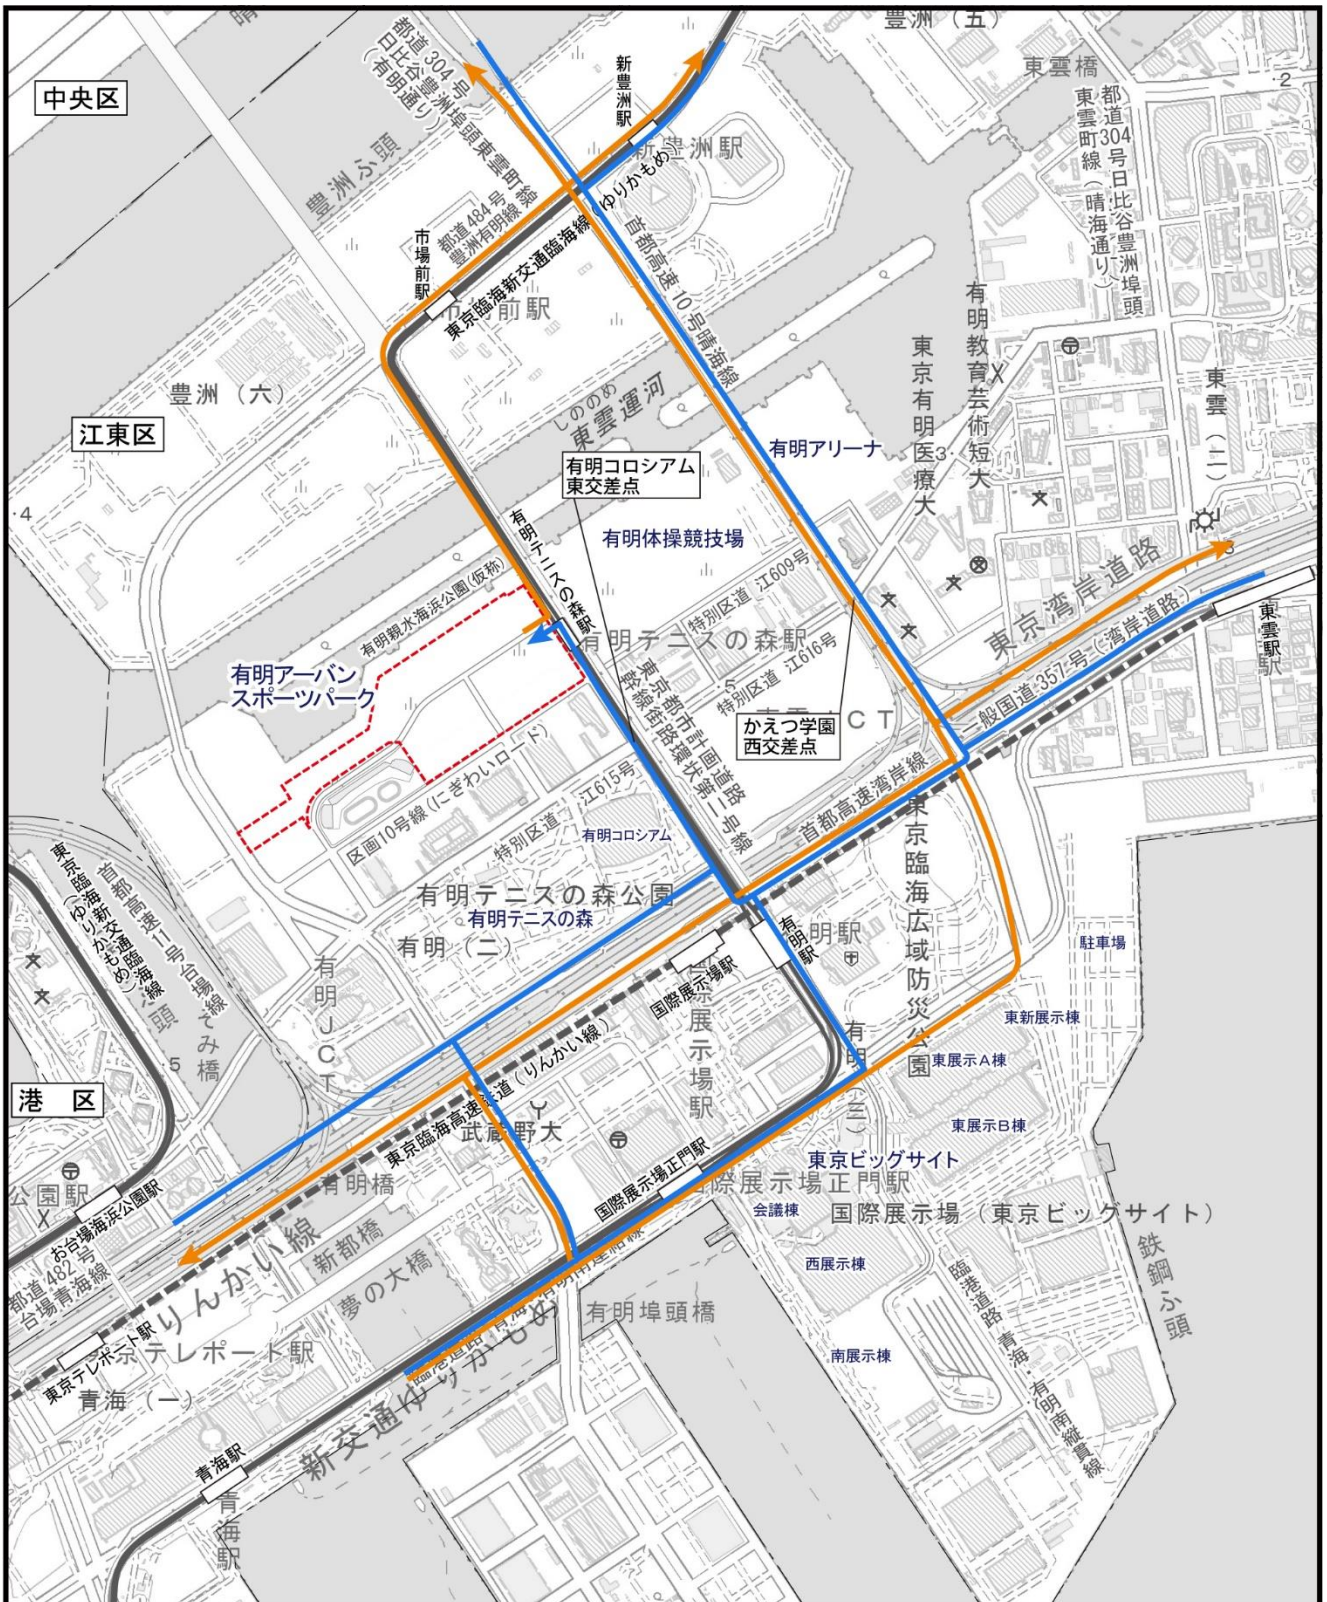 中央区
江東区
港　区
都道304号
日比谷豊洲埠頭東雲町線
(有明通り)
新豊洲駅
新豊洲駅
豊洲（五）
東雲橋
都道304号日比谷豊洲埠頭
東雲町線（晴海通り）
・2
豊洲ふ頭
都道484号
豊洲有明線
東京臨海新交通臨海線（ゆりかもめ）
首都高速10号晴海線
市場前駅
市場前駅
豊洲（六）
しののめ
東雲運河
有明コロシアム
東交差点
有明アリーナ
東京有明医療大
有明教育芸術短大
東雲（二）
・4
有明体操競技場
有明テニスの森駅
有明テニスの森駅
有明親水海浜公園(仮称)
特別区道 江609号
特別区道 江616号
東京都市計画道路
幹線街路環状第二号線
東京湾岸道路
一般国道357号（湾岸道路）
東雲駅
有明アーバン
スポーツパーク
かえつ学園
西交差点
区画10号線(にぎわいロード)
特別区道 江615号
有明コロシアム
首都高速湾岸線
有明テニスの森公園
有明テニスの森
有明（二）
有明JCT
東京臨海新交通臨海線
（ゆりかもめ）
首都高速11号台場線
国際展示場駅
有明駅
有明（三）
東京臨海広域防災公園
駐車場
東新展示棟
東展示A棟
東展示B棟
東京臨海高速鉄道（りんかい線）
武蔵野大
国際展示場正門駅
国際展示場正門駅
東京ビッグサイト
会議棟
国際展示場（東京ビッグサイト）
西展示棟
南展示棟
臨港道路 青海・有明南縦貫線
鉄鋼ふ頭
有明橋
新都橋
夢の大橋
りんかい線
お台場海浜公園駅
都道482号
台場青海線
東京テレポート駅
青海（一）
有明埠頭橋
新交通ゆりかもめ
青海駅
青海駅